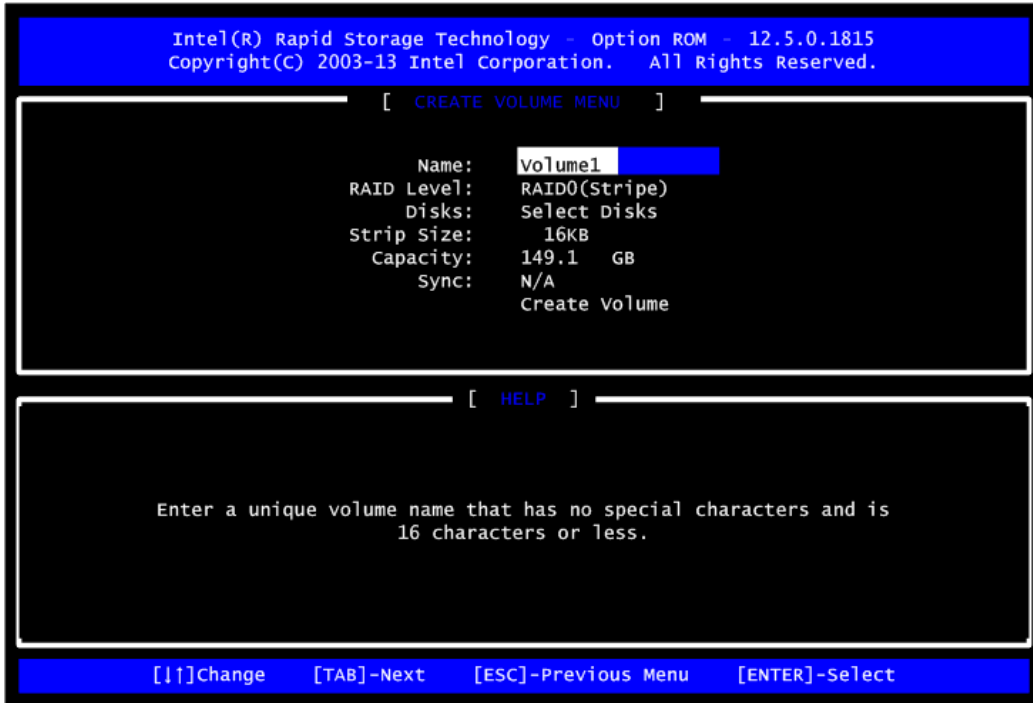 Intel(R) Rapid Storage Technology - Option ROM - 12.5.0.1815
Copyright(C) 2003-13 Intel Corporation. All Rights Reserved.
[ CREATE VOLUME MENU ]
Name: Volume1
RAID Level: RAID0(Stripe)
Disks: Select Disks
Strip Size: 16KB
Capacity: 149.1 GB
Sync: N/A
Create Volume
[ HELP ]
Enter a unique volume name that has no special characters and is
16 characters or less.
[↓↑]Change [TAB]-Next [ESC]-Previous Menu [ENTER]-Select